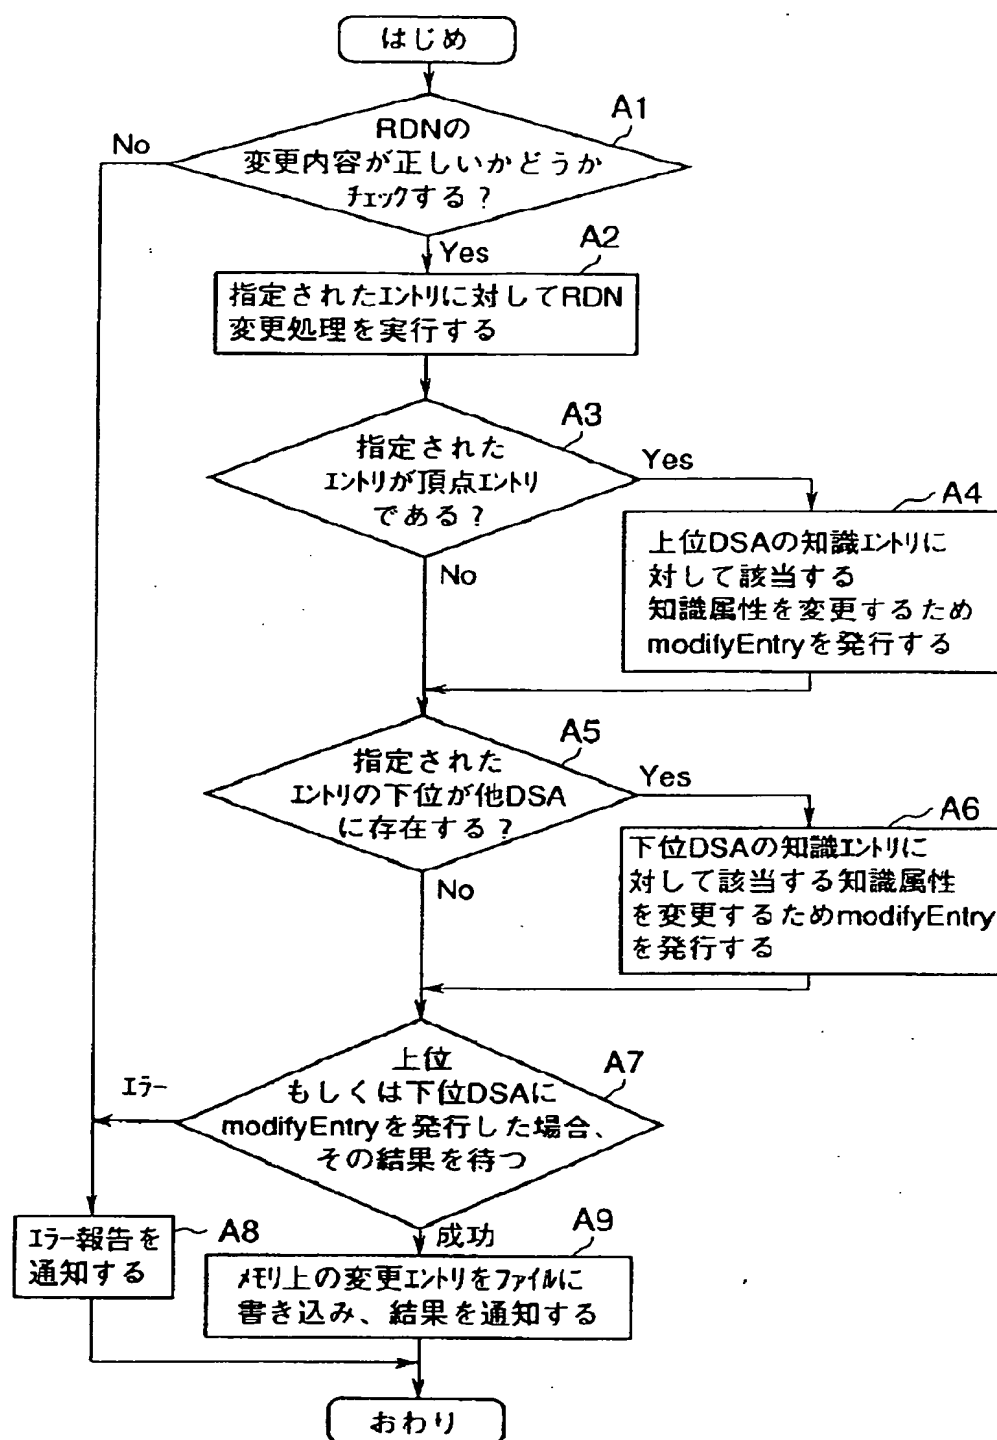 はじめ
A1
RDNの
変更内容が正しいかどうか
チェックする？
No
Yes
A2
指定されたエントリに対してRDN
変更処理を実行する
A3
指定された
エントリが頂点エントリ
である？
Yes
No
A4
上位DSAの知識エントリに
対して該当する
知識属性を変更するため
modifyEntryを発行する
A5
指定された
エントリの下位が他DSA
に存在する？
Yes
No
A6
下位DSAの知識エントリに
対して該当する知識属性
を変更するためmodifyEntry
を発行する
A7
上位
もしくは下位DSAに
modifyEntryを発行した場合、
その結果を待つ
エラー
成功
A8
エラー報告を
通知する
A9
メモリ上の変更エントリをファイルに
書き込み、結果を通知する
おわり